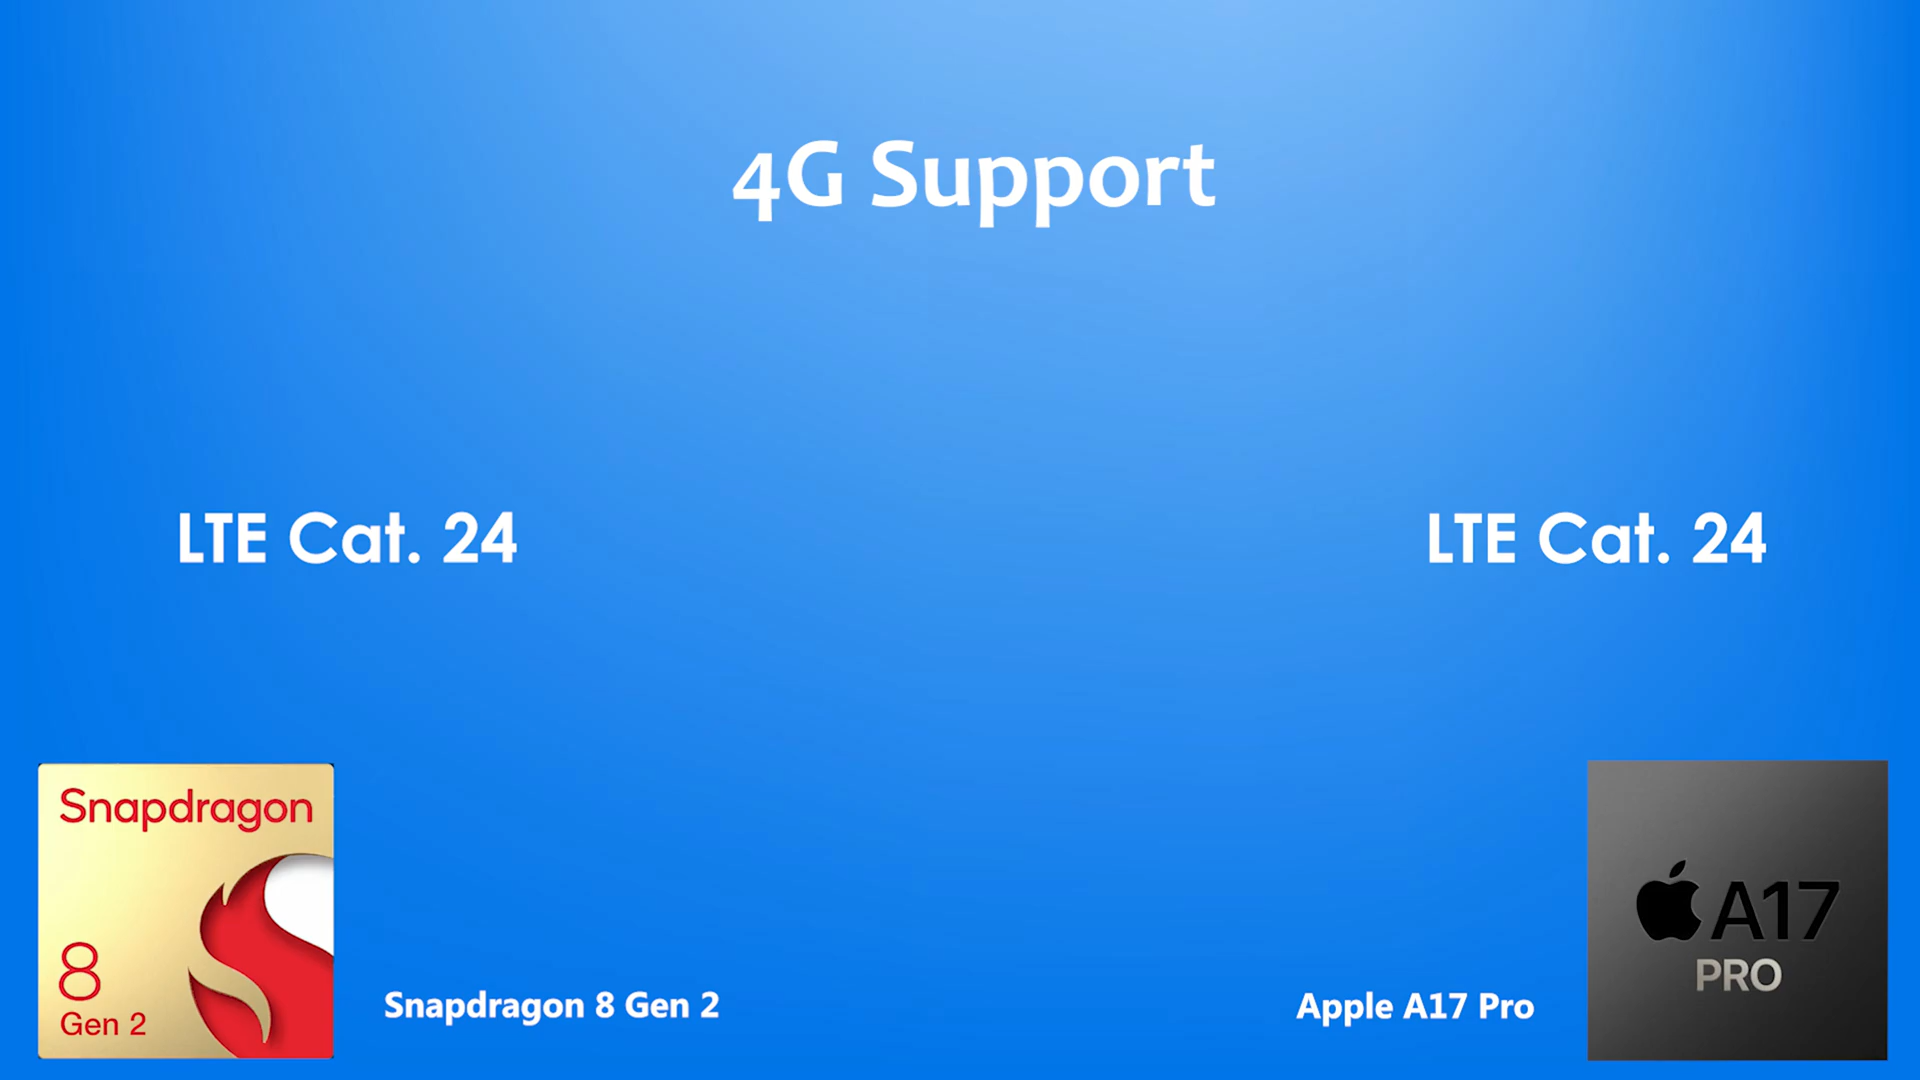 4G Support
LTE Cat. 24
LTE Cat. 24
Snapdragon
8
Gen 2
Snapdragon 8 Gen 2
Apple A17 Pro
A17
PRO